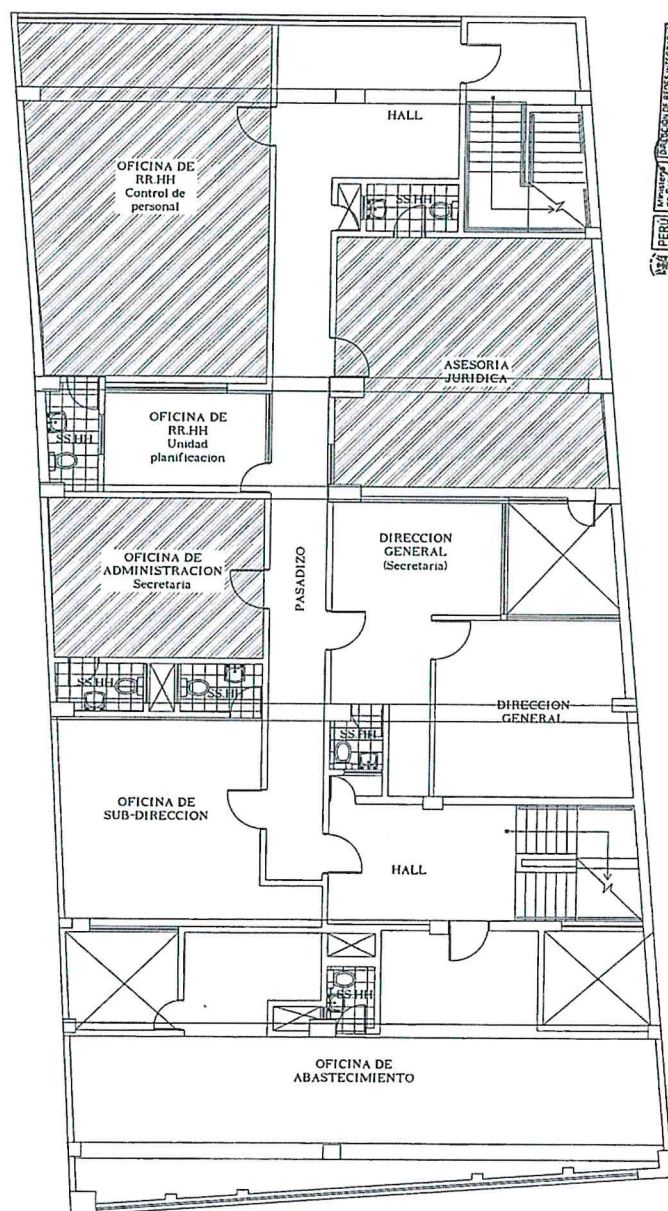 HALL
OFICINA DE
RR.HH
Control de
personal
SS.HH
ASESORIA
JURIDICA
OFICINA DE
RR.HH
Unidad
planificacion
SS.HH
OFICINA DE
ADMINISTRACION
Secretaria
PASADIZO
DIRECCION
GENERAL
(Secretaria)
SS.HH
SS.HH
DIRECCION
GENERAL
SS.HH
OFICINA DE
SUB-DIRECCION
HALL
SS.HH
OFICINA DE
ABASTECIMIENTO
PERÚ